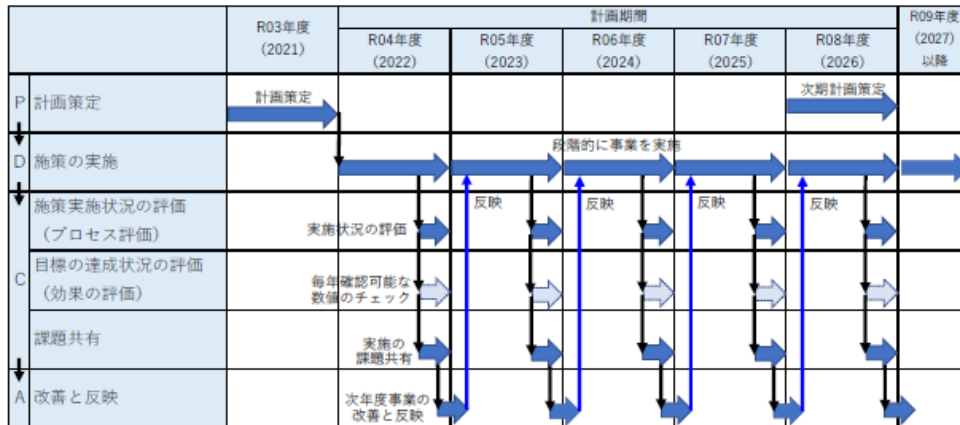 計画期間
R03年度
(2021)
R04年度
(2022)
R05年度
(2023)
R06年度
(2024)
R07年度
(2025)
R08年度
(2026)
R09年度
(2027)
以降
P 計画策定
計画策定
次期計画策定
D 施策の実施
段階的に事業を実施
C
施策実施状況の評価
(プロセス評価)
実施状況の評価
反映
反映
反映
反映
目標の達成状況の評価
(効果の評価)
毎年確認可能な
数値のチェック
課題共有
実施の
課題共有
A 改善と反映
次年度事業の
改善と反映